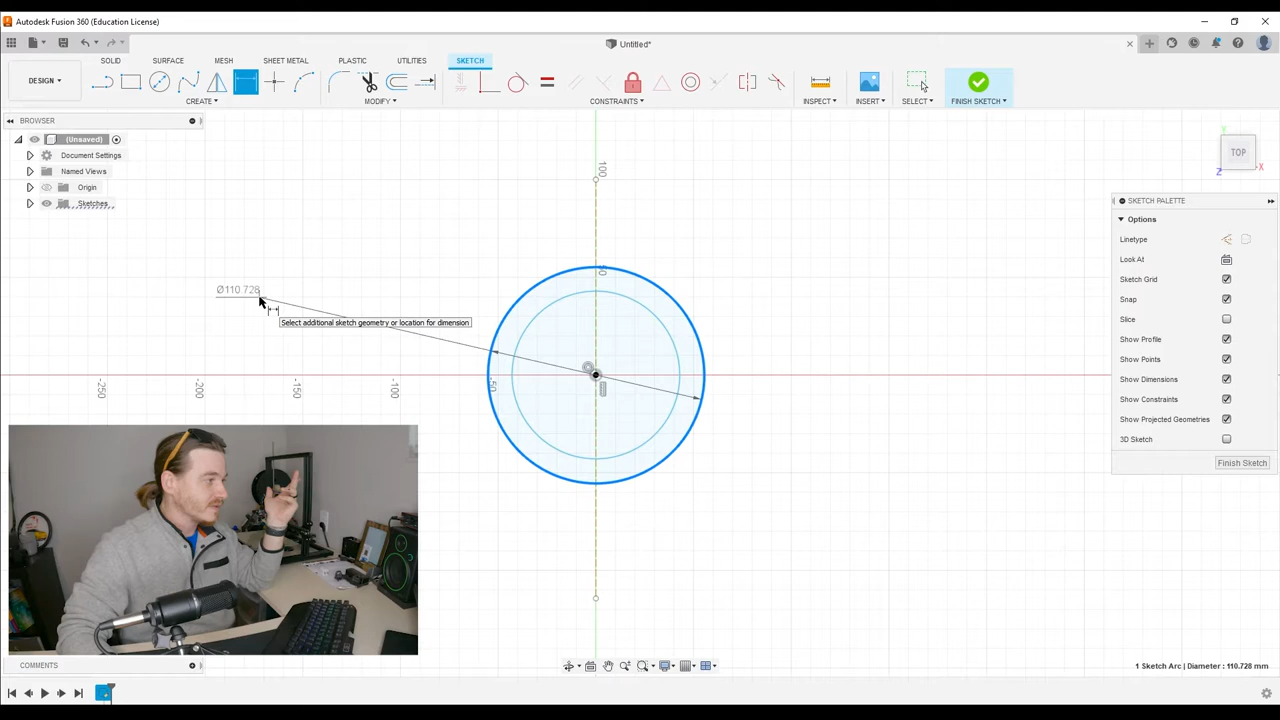 Autodesk Fusion 360 (Education License)
Untitled*
SOLID SURFACE MESH SHEET METAL PLASTIC UTILITIES SKETCH
DESIGN
CREATE MODIFY CONSTRAINTS INSPECT INSERT SELECT FINISH SKETCH
BROWSER
(Unsaved)
Document Settings
Named Views
Origin
Sketches
100
50
TOP
Z
X
Y
SKETCH PALETTE
Options
Linetype
Look At
Sketch Grid
Snap
Slice
Show Profile
Show Points
Show Dimensions
Show Constraints
Show Projected Geometries
3D Sketch
Finish Sketch
Ø110.728
Select additional sketch geometry or location for dimension
-250 -200 -150 -100 -50
COMMENTS
1 Sketch Arc | Diameter : 110.728 mm